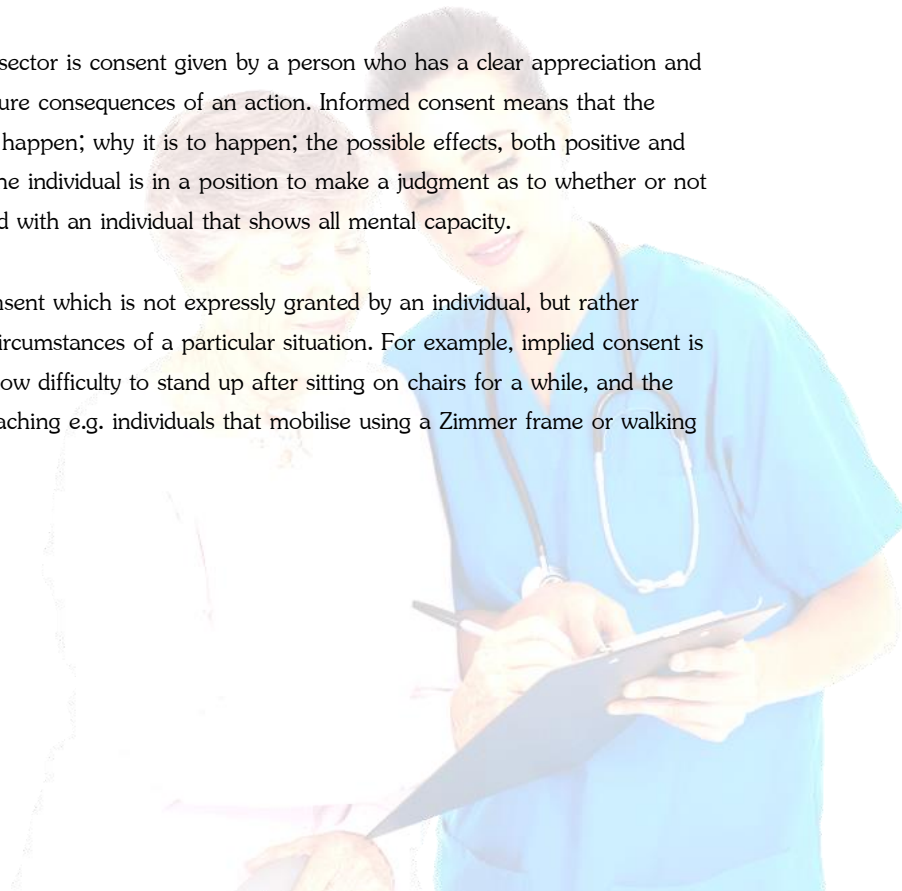 sector is consent given by a person who has a clear appreciation and
ure consequences of an action. Informed consent means that the
happen; why it is to happen; the possible effects, both positive and
he individual is in a position to make a judgment as to whether or not
d with an individual that shows all mental capacity.
nsent which is not expressly granted by an individual, but rather
ircumstances of a particular situation. For example, implied consent is
ow difficulty to stand up after sitting on chairs for a while, and the
aching e.g. individuals that mobilise using a Zimmer frame or walking